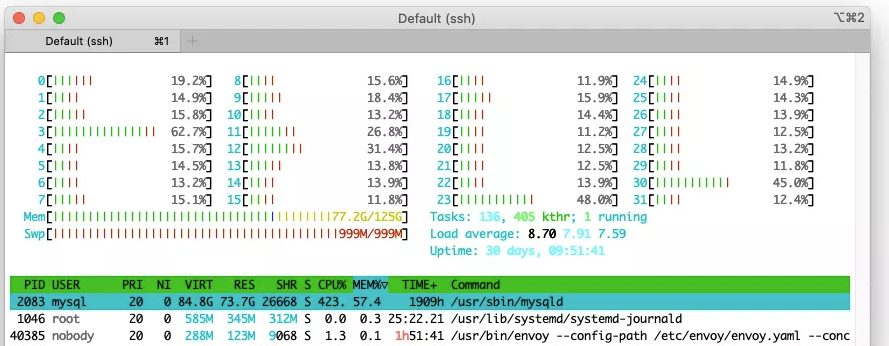 Default (ssh)
⌥⌘2
Default (ssh) ⌘1 +
0[ 19.2%] 8[ 15.6%] 16[ 11.9%] 24[ 14.9%]
1[ 14.9%] 9[ 18.4%] 17[ 15.9%] 25[ 14.3%]
2[ 15.8%] 10[ 13.2%] 18[ 14.4%] 26[ 13.9%]
3[ 62.7%] 11[ 26.8%] 19[ 11.2%] 27[ 12.5%]
4[ 15.7%] 12[ 31.4%] 20[ 12.5%] 28[ 13.2%]
5[ 14.5%] 13[ 13.8%] 21[ 12.5%] 29[ 11.8%]
6[ 13.2%] 14[ 13.9%] 22[ 13.9%] 30[ 45.0%]
7[ 15.1%] 15[ 11.8%] 23[ 48.0%] 31[ 12.4%]
Mem[ 77.2G/125G] Tasks: 136, 405 kthr; 1 running
Swp[ 999M/999M] Load average: 8.70 7.91 7.59
Uptime: 30 days, 09:51:41
PID USER PRI NI VIRT RES SHR S CPU% MEM%▽ TIME+ Command
2083 mysql 20 0 84.8G 73.7G 26668 S 423. 57.4 1909h /usr/sbin/mysqld
1046 root 20 0 585M 345M 312M S 0.0 0.3 25:22.21 /usr/lib/systemd/systemd-journald
40385 nobody 20 0 288M 123M 9068 S 1.3 0.1 1h51:41 /usr/bin/envoy --config-path /etc/envoy/envoy.yaml --conc